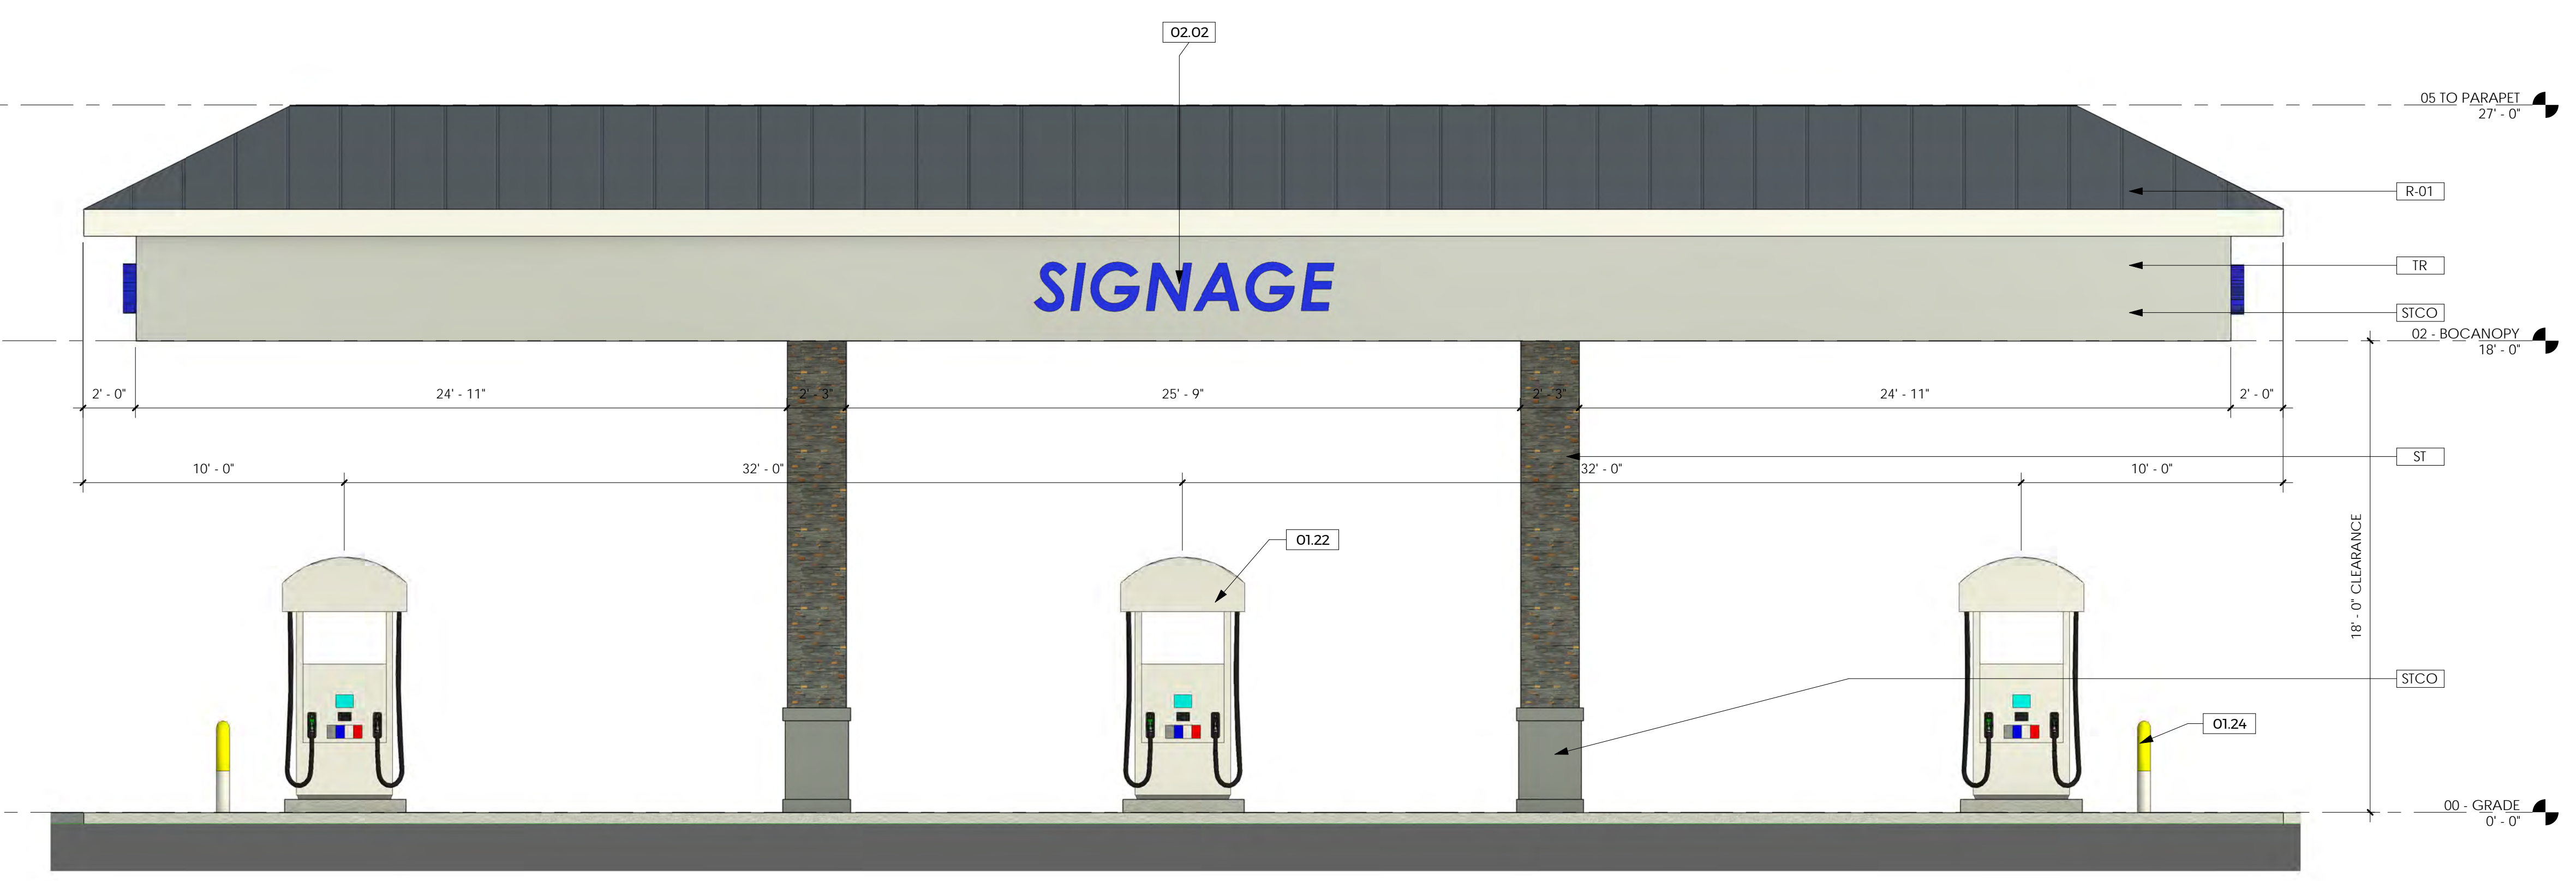 02.02
05 TO PARAPET
27' - 0"
R-01
TR
SIGNAGE
STCO
02 - BOCANOPY
18' - 0"
2' - 0" 24' - 11" 2' - 3" 25' - 9" 2' - 3" 24' - 11" 2' - 0"
ST
10' - 0" 32' - 0" 32' - 0" 10' - 0"
01.22
18' - 0" CLEARANCE
STCO
01.24
00 - GRADE
0' - 0"